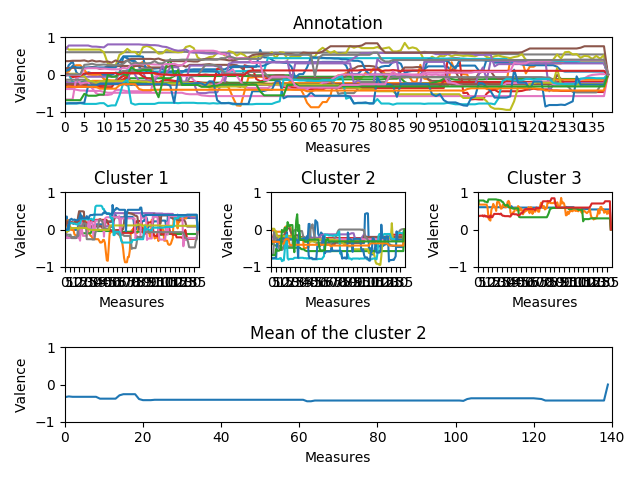 Annotation
Valence
1
0
−1
0 5 10 15 20 25 30 35 40 45 50 55 60 65 70 75 80 85 90 95 100 105 110 115 120 125 130 135
Measures
Cluster 1 Cluster 2 Cluster 3
Valence Valence Valence
1 1 1
0 0 0
−1 −1 −1
Measures Measures Measures
Mean of the cluster 2
Valence
1
0
−1
0 20 40 60 80 100 120 140
Measures